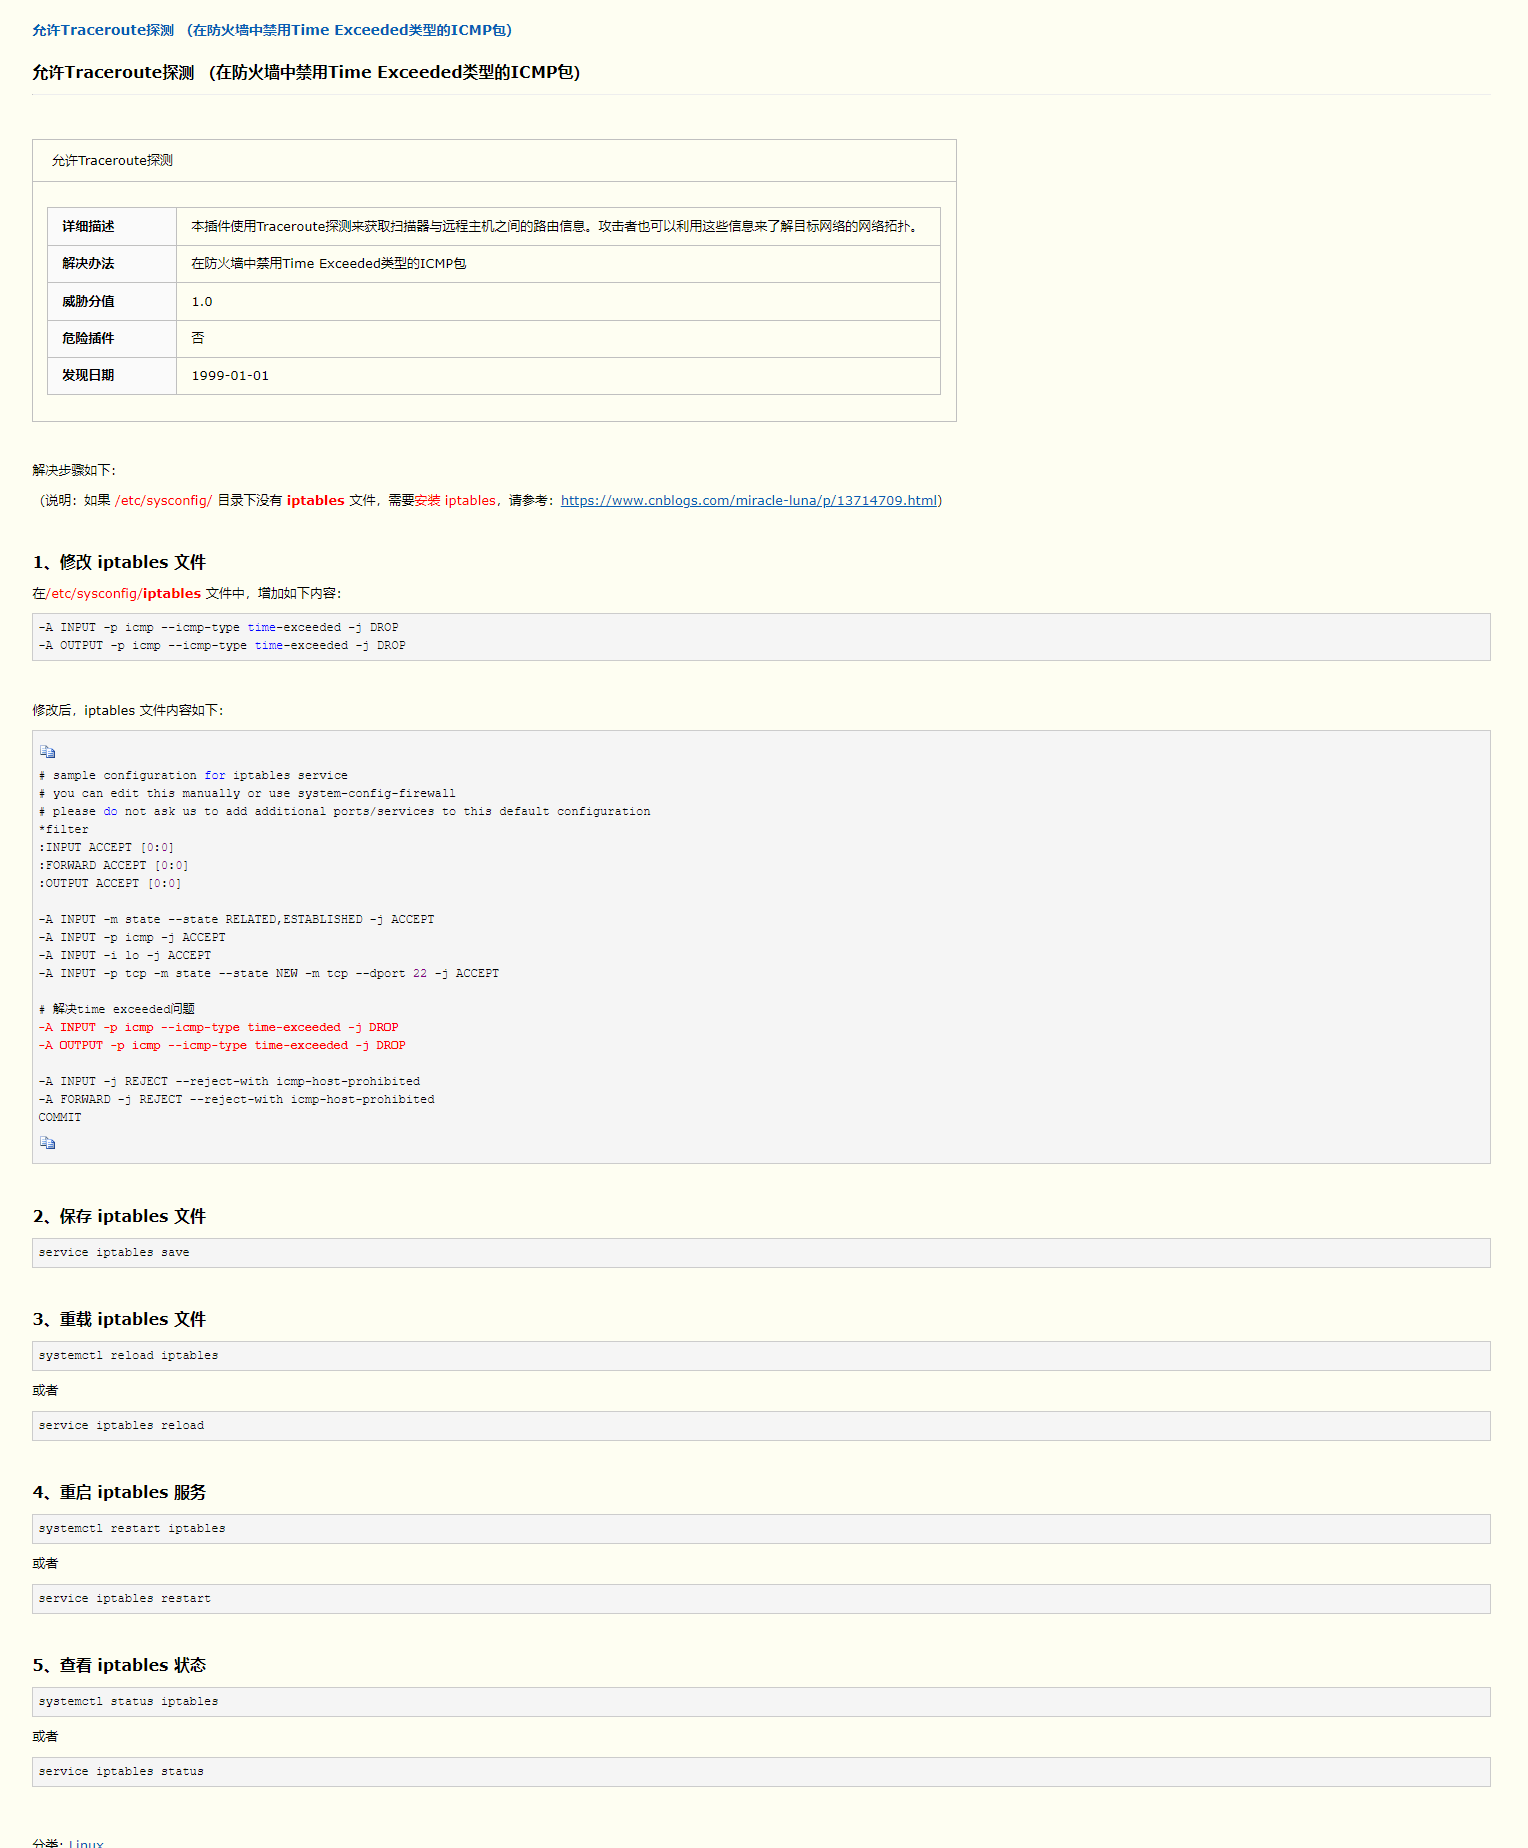 允许Traceroute探测 (在防火墙中禁用Time Exceeded类型的ICMP包)
允许Traceroute探测 (在防火墙中禁用Time Exceeded类型的ICMP包)
允许Traceroute探测
详细描述 本插件使用Traceroute探测来获取扫描器与远程主机之间的路由信息。攻击者也可以利用这些信息来了解目标网络的网络拓扑。
解决办法 在防火墙中禁用Time Exceeded类型的ICMP包
威胁分值 1.0
危险插件 否
发现日期 1999-01-01
解决步骤如下：
（说明：如果 /etc/sysconfig/ 目录下没有 iptables 文件，需要安装 iptables，请参考：https://www.cnblogs.com/miracle-luna/p/13714709.html）
1、修改 iptables 文件
在/etc/sysconfig/iptables 文件中，增加如下内容：
-A INPUT -p icmp --icmp-type time-exceeded -j DROP
-A OUTPUT -p icmp --icmp-type time-exceeded -j DROP
修改后，iptables 文件内容如下：
# sample configuration for iptables service
# you can edit this manually or use system-config-firewall
# please do not ask us to add additional ports/services to this default configuration
*filter
:INPUT ACCEPT [0:0]
:FORWARD ACCEPT [0:0]
:OUTPUT ACCEPT [0:0]
-A INPUT -m state --state RELATED,ESTABLISHED -j ACCEPT
-A INPUT -p icmp -j ACCEPT
-A INPUT -i lo -j ACCEPT
-A INPUT -p tcp -m state --state NEW -m tcp --dport 22 -j ACCEPT
# 解决time exceeded问题
-A INPUT -p icmp --icmp-type time-exceeded -j DROP
-A OUTPUT -p icmp --icmp-type time-exceeded -j DROP
-A INPUT -j REJECT --reject-with icmp-host-prohibited
-A FORWARD -j REJECT --reject-with icmp-host-prohibited
COMMIT
2、保存 iptables 文件
service iptables save
3、重载 iptables 文件
systemctl reload iptables
或者
service iptables reload
4、重启 iptables 服务
systemctl restart iptables
或者
service iptables restart
5、查看 iptables 状态
systemctl status iptables
或者
service iptables status
分类: Linux